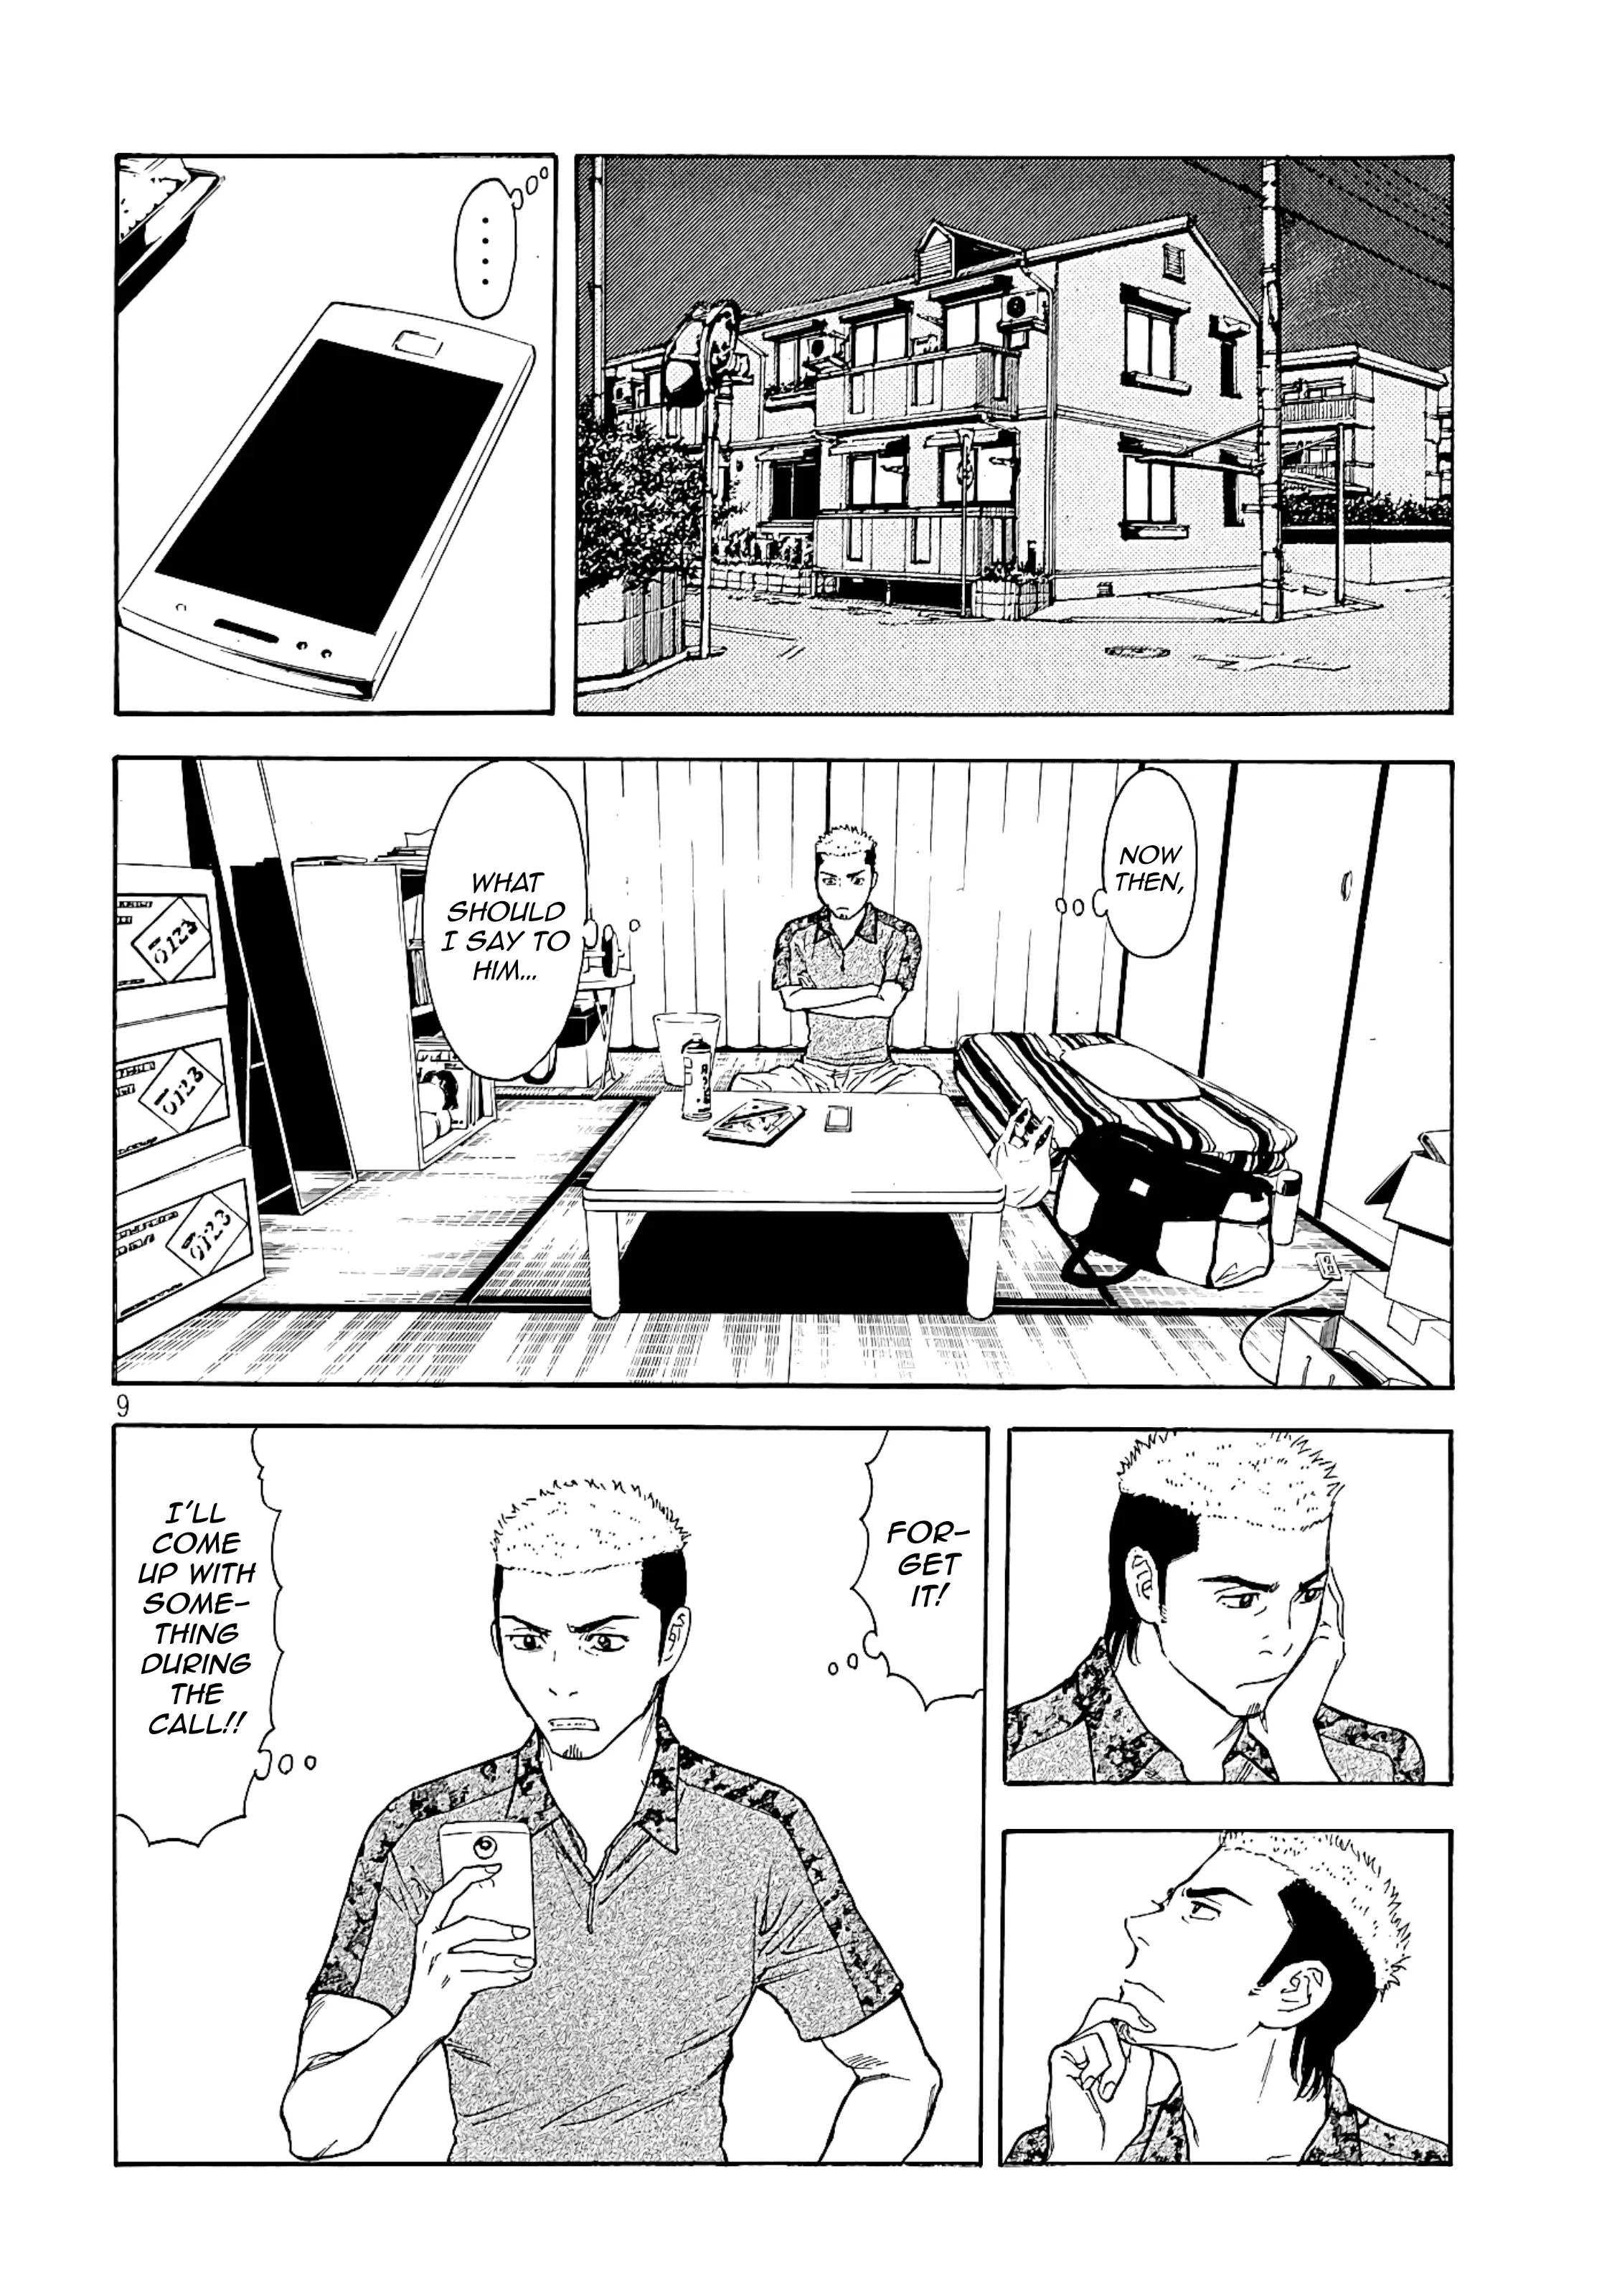 ....
NOW
THEN,
WHAT
SHOULD
I SAY TO
HIM...
0123
0123
0123
9
FOR-
GET
IT!
I'LL
COME
UP WITH
SOME-
THING
DURING
THE
CALL!!